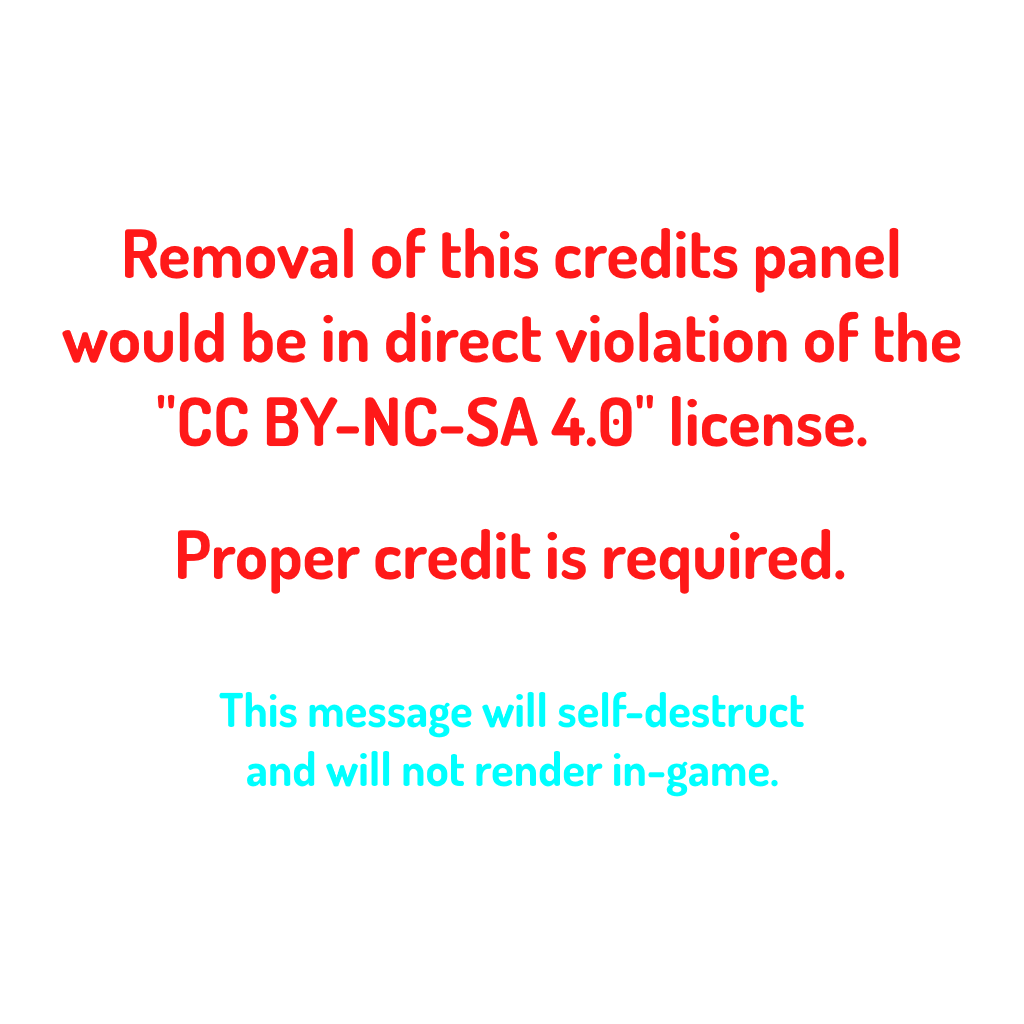 Removal of this credits panel
would be in direct violation of the
"CC BY-NC-SA 4.0" license.
Proper credit is required.
This message will self-destruct
and will not render in-game.